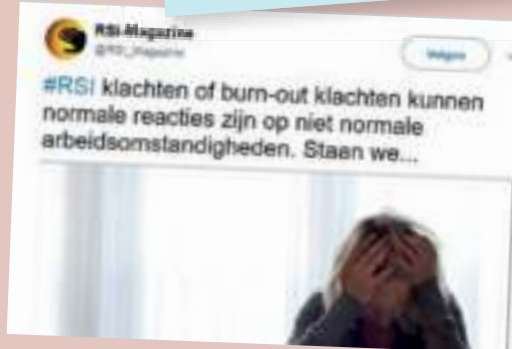 RSI-Magazine
@RSI_Magazine
Volgen
#RSI klachten of burn-out klachten kunnen
normale reacties zijn op niet normale
arbeidsomstandigheden. Staan we...